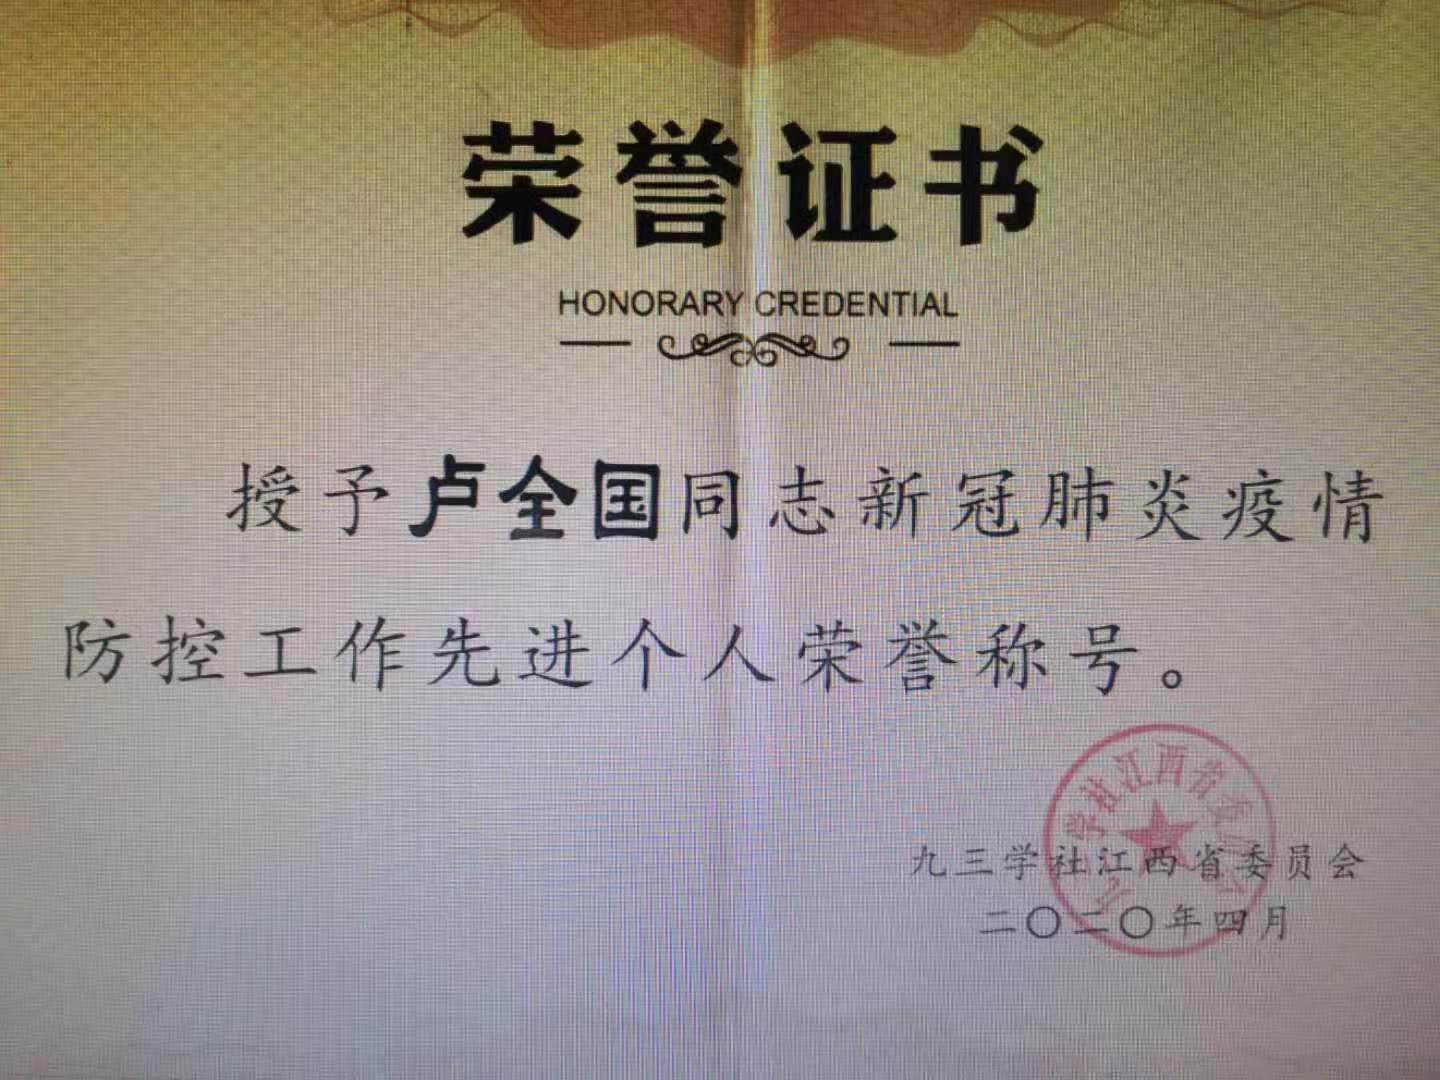 荣誉证书
HONORARY CREDENTIAL
授予卢全国同志新冠肺炎疫情
防控工作先进个人荣誉称号。
九三学社江西省委员会
二〇二〇年四月